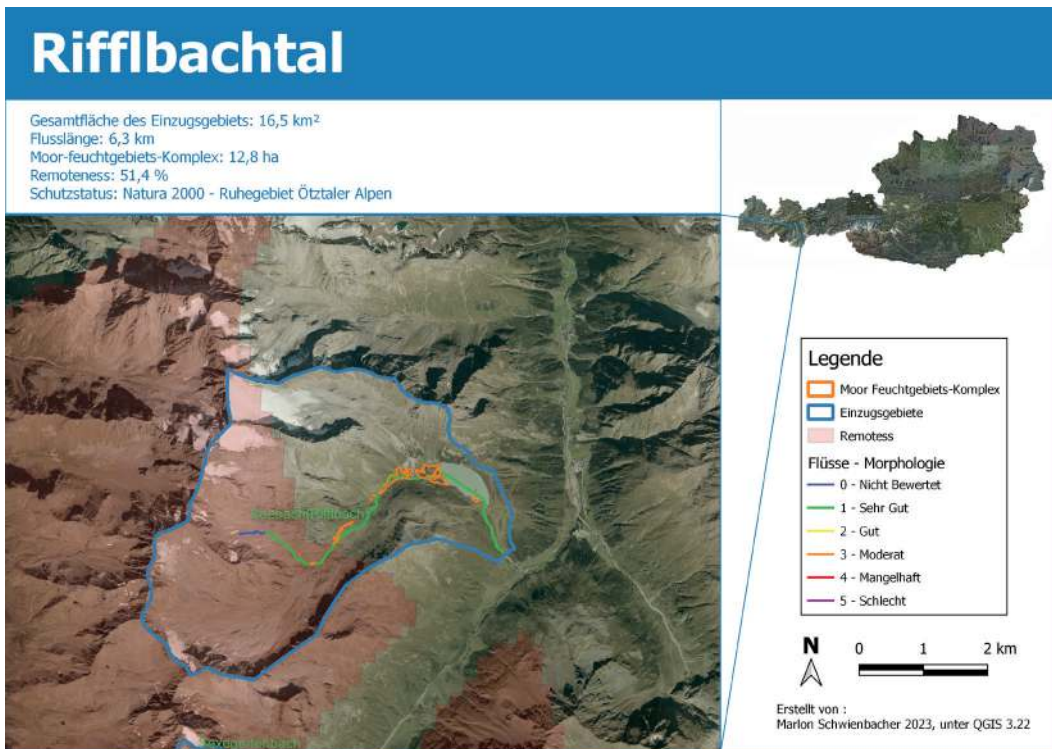 Rifflbachtal
Gesamtfläche des Einzugsgebiets: 16,5 km²
Flusslänge: 6,3 km
Moor-feuchtgebiets-Komplex: 12,8 ha
Remoteness: 51,4 %
Schutzstatus: Natura 2000 - Ruhegebiet Ötztaler Alpen
Legende
Moor Feuchtgebiets-Komplex
Einzugsgebiete
Remotess
Flüsse - Morphologie
0 - Nicht Bewertet
1 - Sehr Gut
2 - Gut
3 - Moderat
4 - Mangelhaft
5 - Schlecht
N
0 1 2 km
Erstellt von :
Marlon Schwienbacher 2023, unter QGIS 3.22